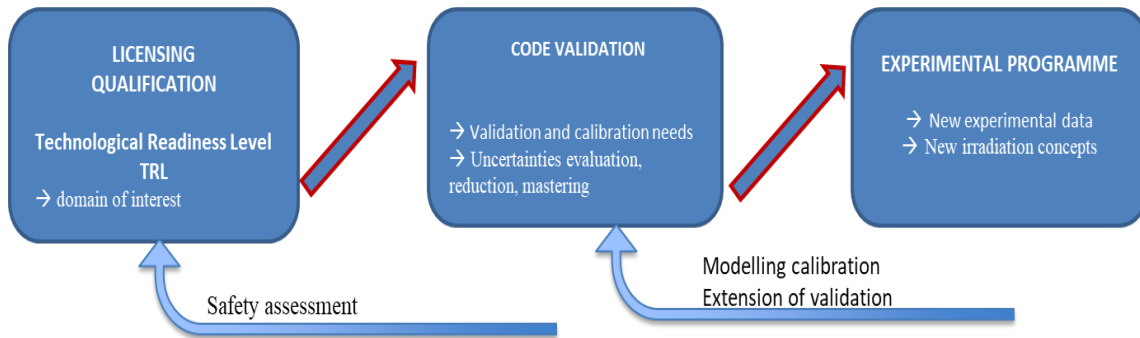 LICENSING
QUALIFICATION
Technological Readiness Level
TRL
→ domain of interest
CODE VALIDATION
→ Validation and calibration needs
→ Uncertainties evaluation,
reduction, mastering
EXPERIMENTAL PROGRAMME
→ New experimental data
→ New irradiation concepts
Safety assessment
Modelling calibration
Extension of validation